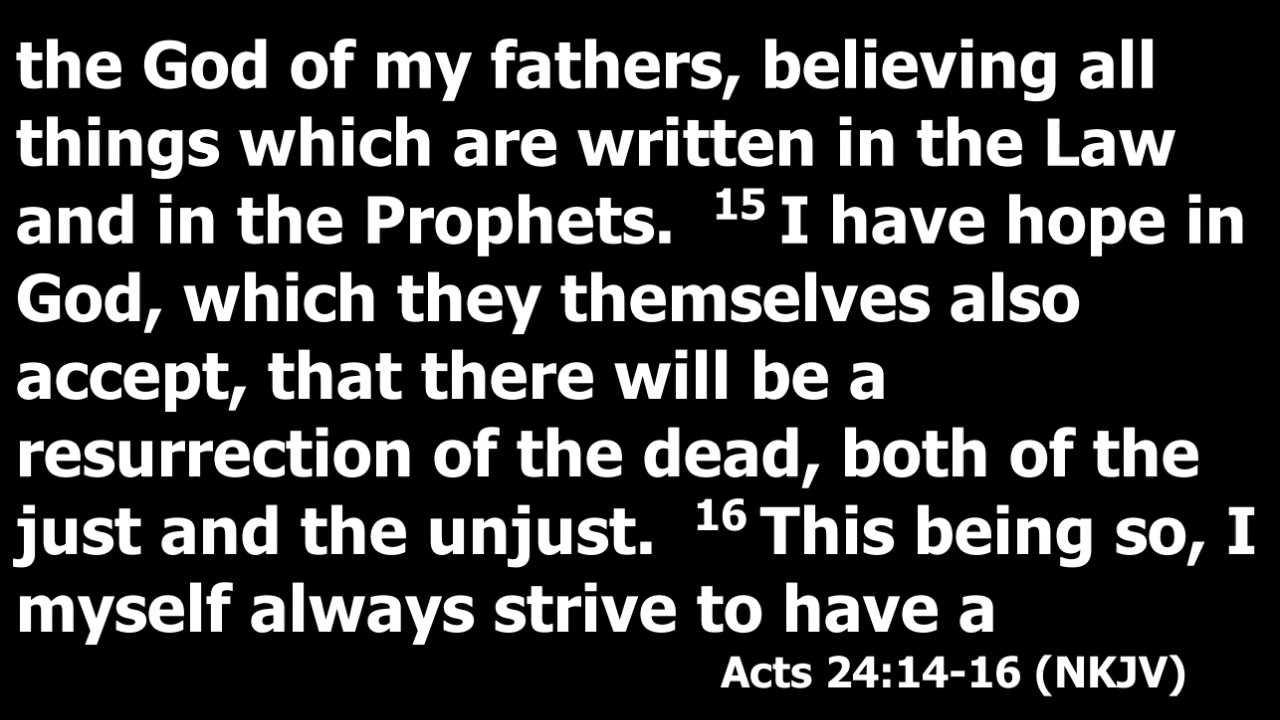 the God of my fathers, believing all
things which are written in the Law
and in the Prophets. 15 I have hope in
God, which they themselves also
accept, that there will be a
resurrection of the dead, both of the
just and the unjust. 16 This being so, I
myself always strive to have a
Acts 24:14-16 (NKJV)